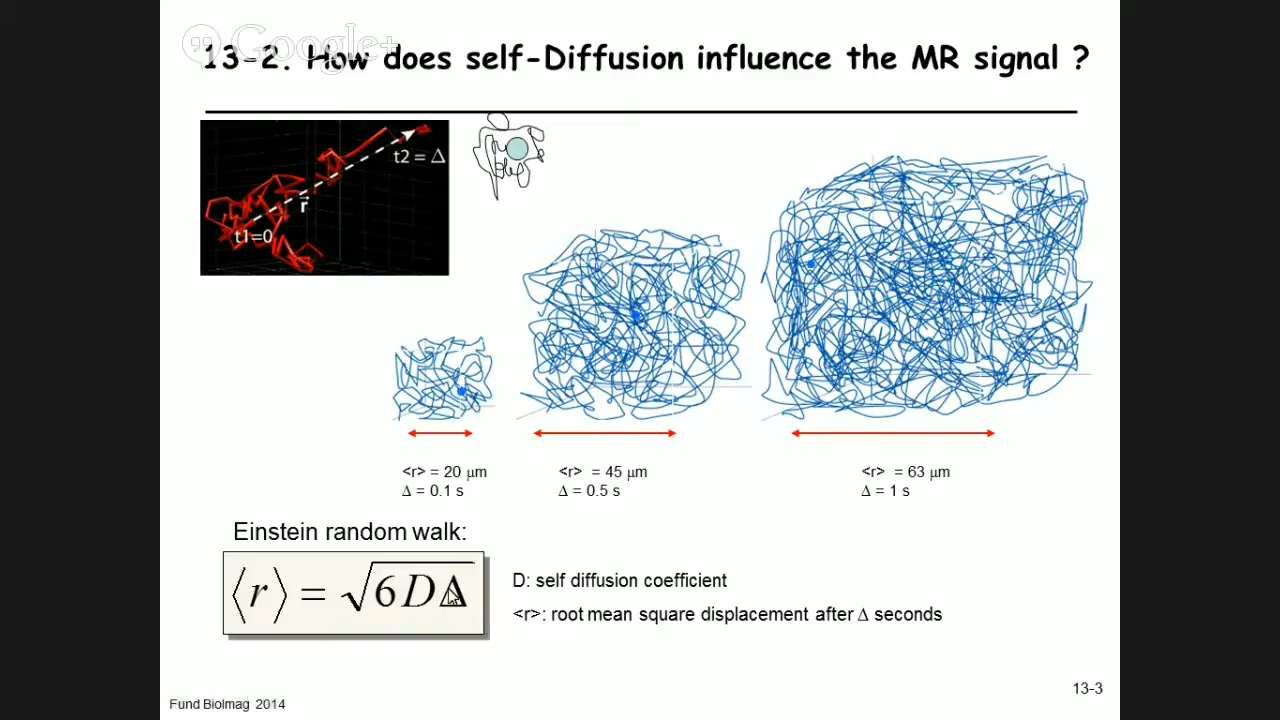 Google+
13-2. How does self-Diffusion influence the MR signal ?
t2 = Δ
r
t1=0
<r> = 20 μm
Δ = 0.1 s
<r> = 45 μm
Δ = 0.5 s
<r> = 63 μm
Δ = 1 s
Einstein random walk:
⟨r⟩ = √6DΔ
D: self diffusion coefficient
<r>: root mean square displacement after Δ seconds
13-3
Fund BioImag 2014